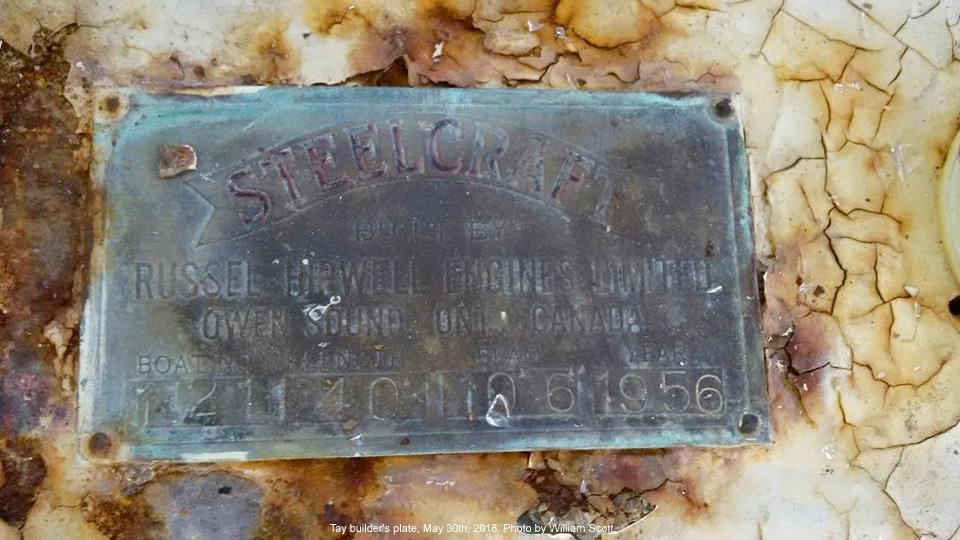 STEELCRAFT
BUILT BY
RUSSEL-HIPWELL ENGINES LIMITED
OWEN SOUND, ONT., CANADA
BOAT NO. LENGTH BEAM YEAR
40 10 6 1956
Tay builder's plate, May 30th, 2018. Photo by William Scott